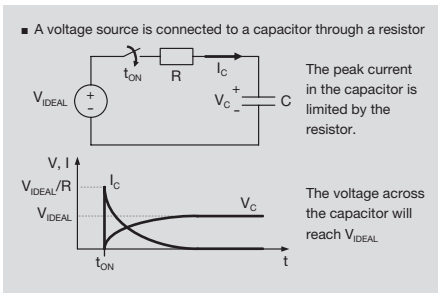 ■ A voltage source is connected to a capacitor through a resistor
t_ON R I_C
V_IDEAL + - V_C + - C
The peak current
in the capacitor is
limited by the
resistor.
V, I
V_IDEAL/R I_C
V_IDEAL V_C
t_ON t
The voltage across
the capacitor will
reach V_IDEAL